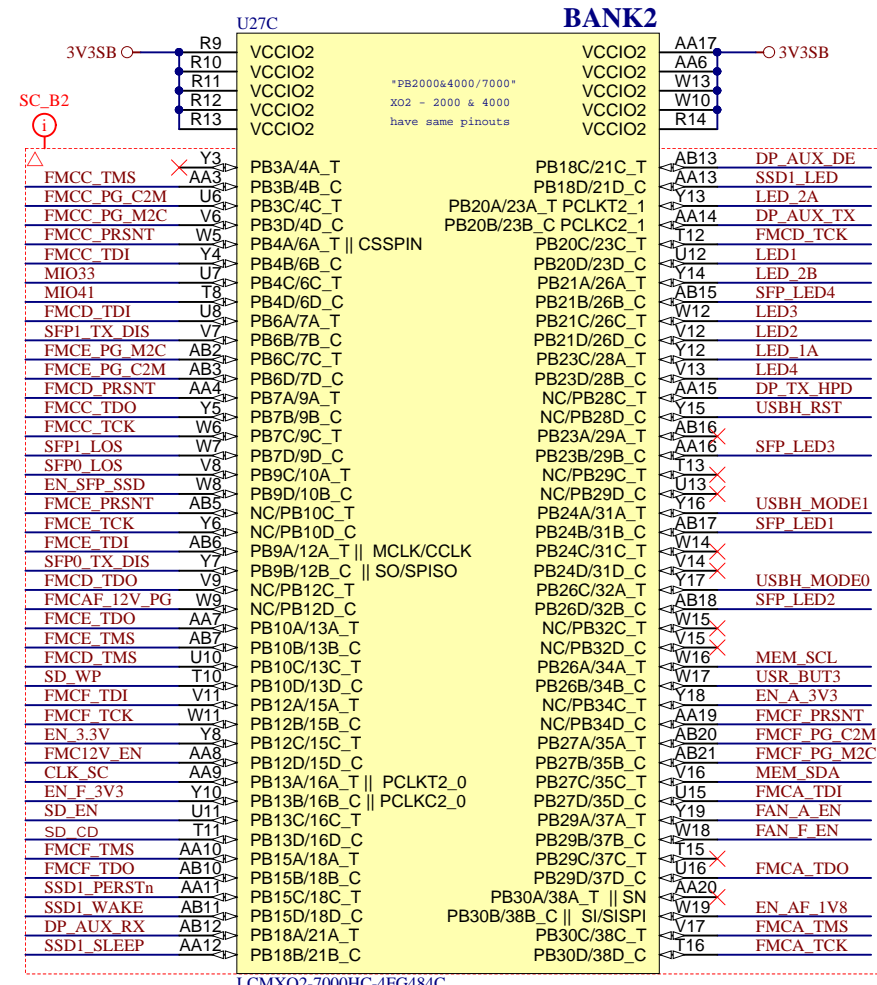 U27C BANK2
3V3SB R9 VCCIO2 VCCIO2 AA17 3V3SB
R10 VCCIO2 VCCIO2 AA6
R11 VCCIO2 "PB2000&4000/7000" VCCIO2 W13
R12 VCCIO2 XO2 - 2000 & 4000 VCCIO2 W10
R13 VCCIO2 have same pinouts VCCIO2 R14
SC_B2
i
Y3 PB3A/4A_T PB18C/21C_T AB13 DP_AUX_DE
FMCC_TMS AA3 PB3B/4B_C PB18D/21D_C AA13 SSD1_LED
FMCC_PG_C2M U6 PB3C/4C_T PB20A/23A_T PCLKT2_1 Y13 LED_2A
FMCC_PG_M2C V6 PB3D/4D_C PB20B/23B_C PCLKC2_1 AA14 DP_AUX_TX
FMCC_PRSNT W5 PB4A/6A_T || CSSPIN PB20C/23C_T T12 FMCD_TCK
FMCC_TDI Y4 PB4B/6B_C PB20D/23D_C U12 LED1
MIO33 U7 PB4C/6C_T PB21A/26A_T Y14 LED_2B
MIO41 T8 PB4D/6D_C PB21B/26B_C AB15 SFP_LED4
FMCD_TDI U8 PB6A/7A_T PB21C/26C_T W12 LED3
SFP1_TX_DIS V7 PB6B/7B_C PB21D/26D_C V12 LED2
FMCE_PG_M2C AB2 PB6C/7C_T PB23C/28A_T Y12 LED_1A
FMCE_PG_C2M AB3 PB6D/7D_C PB23D/28B_C V13 LED4
FMCD_PRSNT AA4 PB7A/9A_T NC/PB28C_T AA15 DP_TX_HPD
FMCC_TDO Y5 PB7B/9B_C NC/PB28D_C Y15 USBH_RST
FMCC_TCK W6 PB7C/9C_T PB23A/29A_T AB16
SFP1_LOS W7 PB7D/9D_C PB23B/29B_C AA16 SFP_LED3
SFP0_LOS V8 PB9C/10A_T NC/PB29C_T T13
EN_SFP_SSD W8 PB9D/10B_C NC/PB29D_C U13
FMCE_PRSNT AB5 NC/PB10C_T PB24A/31A_T Y16 USBH_MODE1
FMCE_TCK Y6 NC/PB10D_C PB24B/31B_C AB17 SFP_LED1
FMCE_TDI AB6 PB9A/12A_T || MCLK/CCLK PB24C/31C_T W14
SFP0_TX_DIS Y7 PB9B/12B_C || SO/SPISO PB24D/31D_C V14
FMCD_TDO V9 NC/PB12C_T PB26C/32A_T Y17 USBH_MODE0
FMCAF_12V_PG W9 NC/PB12D_C PB26D/32B_C AB18 SFP_LED2
FMCE_TDO AA7 PB10A/13A_T NC/PB32C_T W15
FMCE_TMS AB7 PB10B/13B_C NC/PB32D_C V15
FMCD_TMS U10 PB10C/13C_T PB26A/34A_T W16 MEM_SCL
SD_WP T10 PB10D/13D_C PB26B/34B_C W17 USR_BUT3
FMCF_TDI V11 PB12A/15A_T NC/PB34C_T Y18 EN_A_3V3
FMCF_TCK W11 PB12B/15B_C NC/PB34D_C AA19 FMCF_PRSNT
EN_3.3V Y8 PB12C/15C_T PB27A/35A_T AB20 FMCF_PG_C2M
FMC12V_EN AA8 PB12D/15D_C PB27B/35B_C AB21 FMCF_PG_M2C
CLK_SC AA9 PB13A/16A_T || PCLKT2_0 PB27C/35C_T V16 MEM_SDA
EN_F_3V3 Y10 PB13B/16B_C || PCLKC2_0 PB27D/35D_C U15 FMCA_TDI
SD_EN U11 PB13C/16C_T PB29A/37A_T Y19 FAN_A_EN
SD_CD T11 PB13D/16D_C PB29B/37B_C W18 FAN_F_EN
FMCF_TMS AA10 PB15A/18A_T PB29C/37C_T T15
FMCF_TDO AB10 PB15B/18B_C PB29D/37D_C U16 FMCA_TDO
SSD1_PERSTn AA11 PB15C/18C_T PB30A/38A_T || SN AA20
SSD1_WAKE AB11 PB15D/18D_C PB30B/38B_C || SI/SISPI W19 EN_AF_1V8
DP_AUX_RX AB12 PB18A/21A_T PB30C/38C_T V17 FMCA_TMS
SSD1_SLEEP AA12 PB18B/21B_C PB30D/38D_C T16 FMCA_TCK
LCMXO2-7000HC-4FG484C